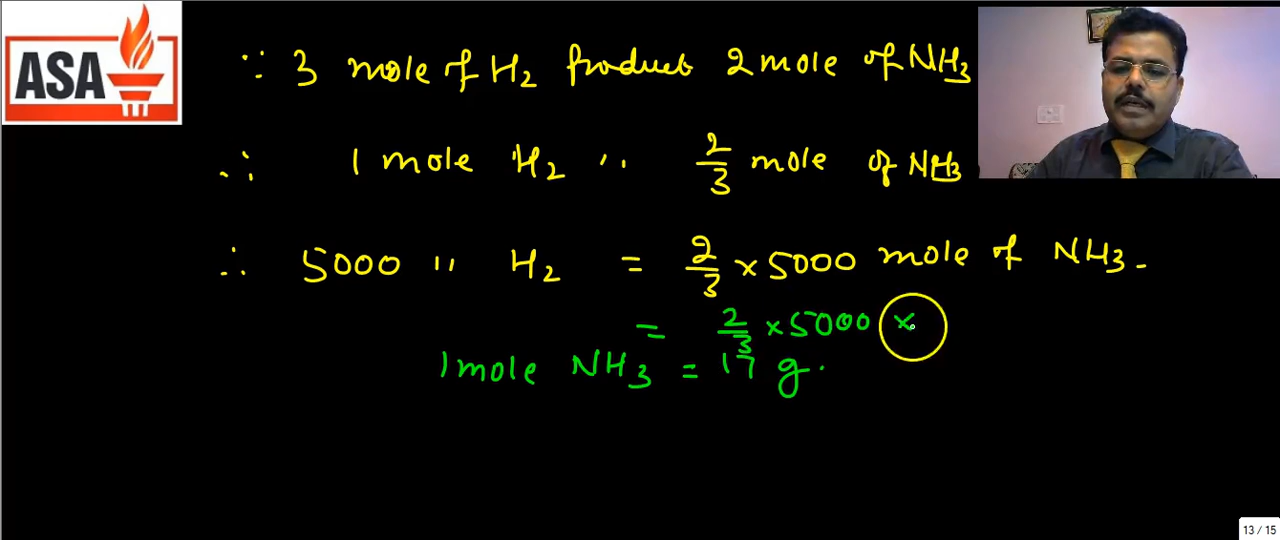 ASA
∵ 3 mole of H2 product 2 mole of NH3
∴ 1 mole H2 ,, 2/3 mole of NH3
∴ 5000 ,, H2 = 2/3 × 5000 mole of NH3.
= 2/3 × 5000 ×
1 mole NH3 = 17 g.
13 / 15